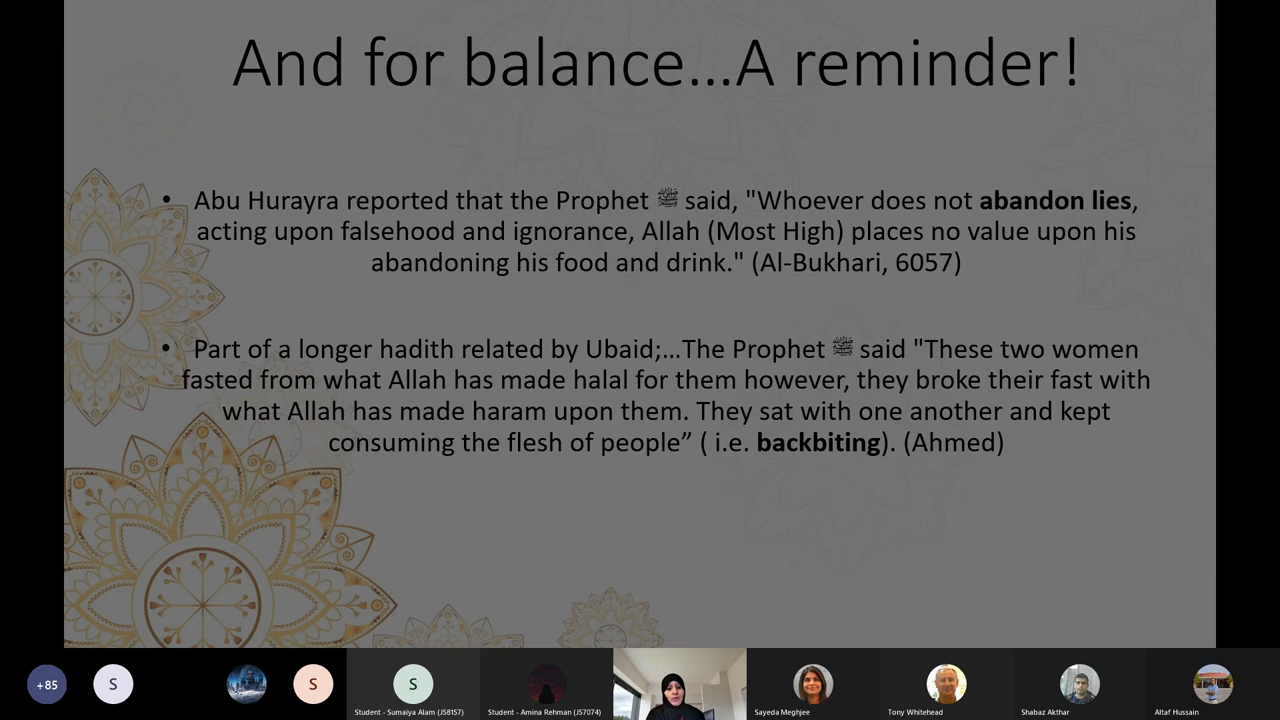 And for balance...A reminder!
• Abu Hurayra reported that the Prophet ﷺ said, "Whoever does not abandon lies,
acting upon falsehood and ignorance, Allah (Most High) places no value upon his
abandoning his food and drink." (Al-Bukhari, 6057)
• Part of a longer hadith related by Ubaid;...The Prophet ﷺ said "These two women
fasted from what Allah has made halal for them however, they broke their fast with
what Allah has made haram upon them. They sat with one another and kept
consuming the flesh of people” ( i.e. backbiting). (Ahmed)
+85
S
S
S
Student - Sumaiya Alam (JS8157)
Student - Amina Rehman (JS7074)
Sayeda Meghjee
Tony Whitehead
Shabaz Akthar
Altaf Hussain